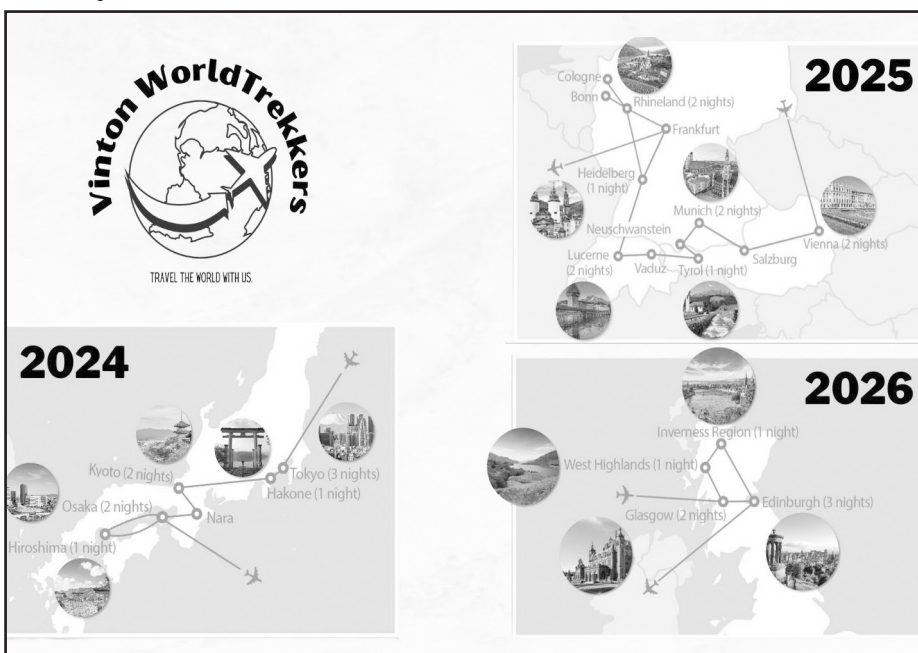 Vinton WorldTrekkers
TRAVEL THE WORLD WITH US.
2025
Cologne
Bonn
Rhineland (2 nights)
Frankfurt
Heidelberg
(1 night)
Munich (2 nights)
Neuschwanstein
Vienna (2 nights)
Lucerne
(2 nights)
Vaduz
Tyrol (1 night)
Salzburg
2024
Kyoto (2 nights)
Tokyo (3 nights)
Hakone (1 night)
Osaka (2 nights)
Nara
Hiroshima (1 night)
2026
Inverness Region (1 night)
West Highlands (1 night)
Edinburgh (3 nights)
Glasgow (2 nights)